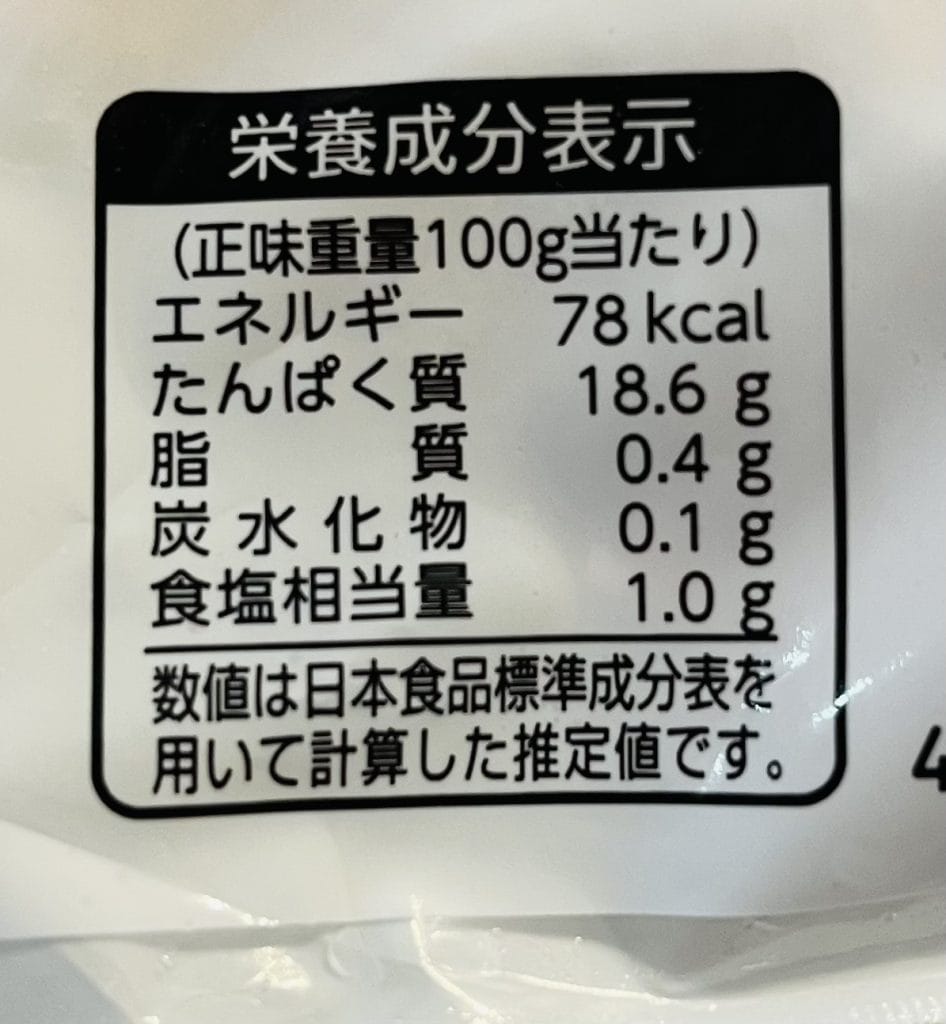 栄養成分表示
(正味重量100g当たり)
エネルギー 78kcal
たんぱく質 18.6 g
脂質 0.4 g
炭水化物 0.1 g
食塩相当量 1.0 g
数値は日本食品標準成分表を
用いて計算した推定値です。
4